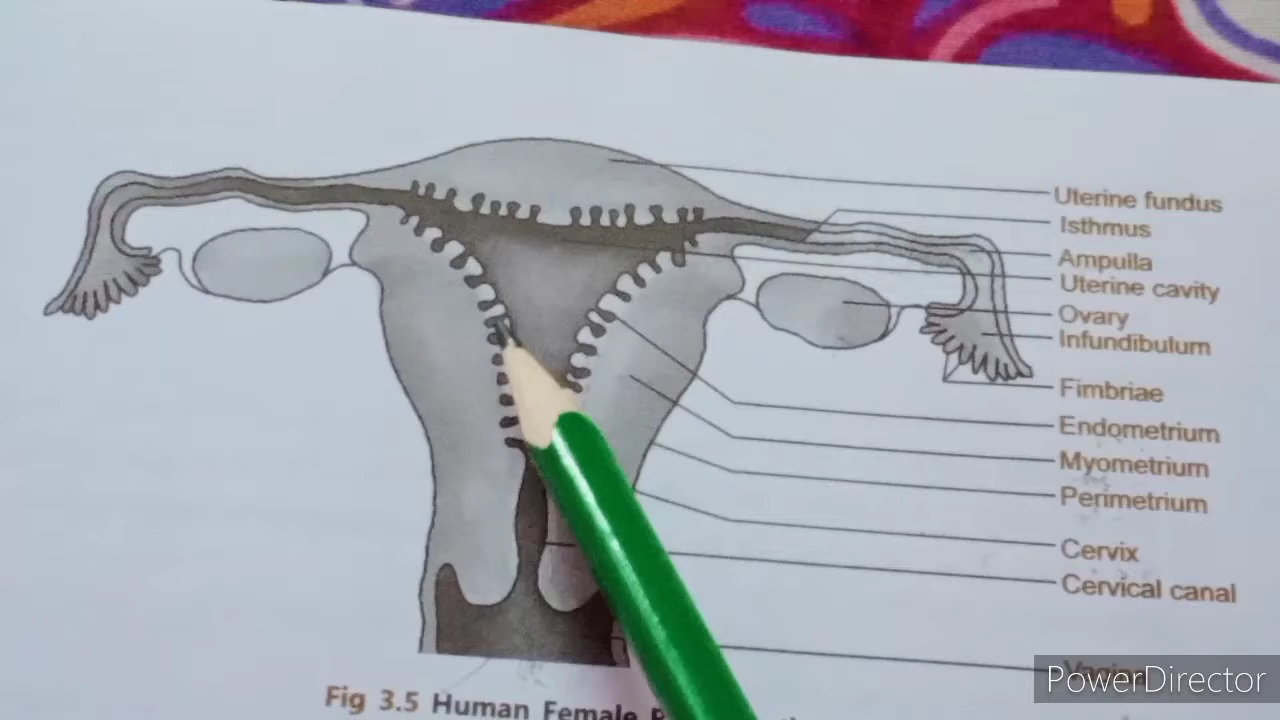 Uterine fundus
Isthmus
Ampulla
Uterine cavity
Ovary
Infundibulum
Fimbriae
Endometrium
Myometrium
Perimetrium
Cervix
Cervical canal
PowerDirector
Fig 3.5 Human Female